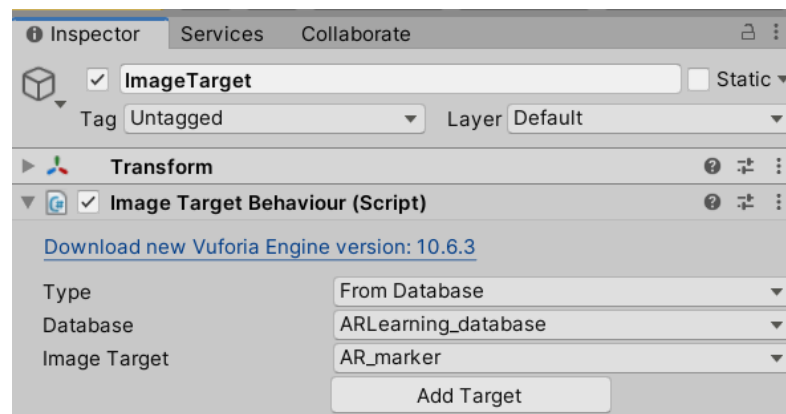 Inspector Services Collaborate
ImageTarget Static
Tag Untagged Layer Default
Transform
Image Target Behaviour (Script)
Download new Vuforia Engine version: 10.6.3
Type From Database
Database ARLearning_database
Image Target AR_marker
Add Target